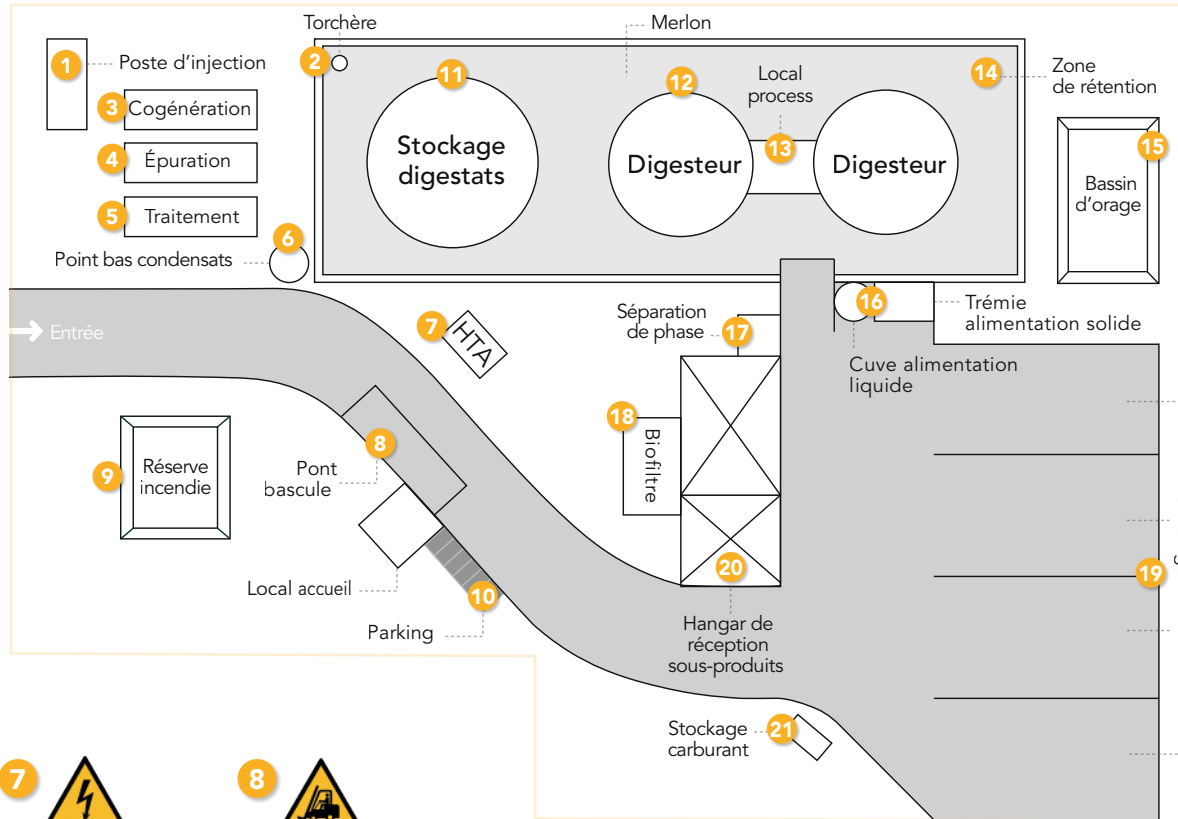 Torchère
Merlon
1
Poste d'injection
2
11
12
Local
process
14
Zone
de rétention
3
Cogénération
4
Épuration
5
Traitement
Stockage
digestats
Digesteur
13
Digesteur
15
Bassin
d'orage
6
Point bas condensats
Entrée
7
HTA
Séparation
de phase
17
16
Trémie
alimentation solide
Cuve alimentation
liquide
18
Biofiltre
8
Pont
bascule
9
Réserve
incendie
Local accueil
10
Parking
20
Hangar de
réception
sous-produits
19
Stockage
carburant
21
7
8